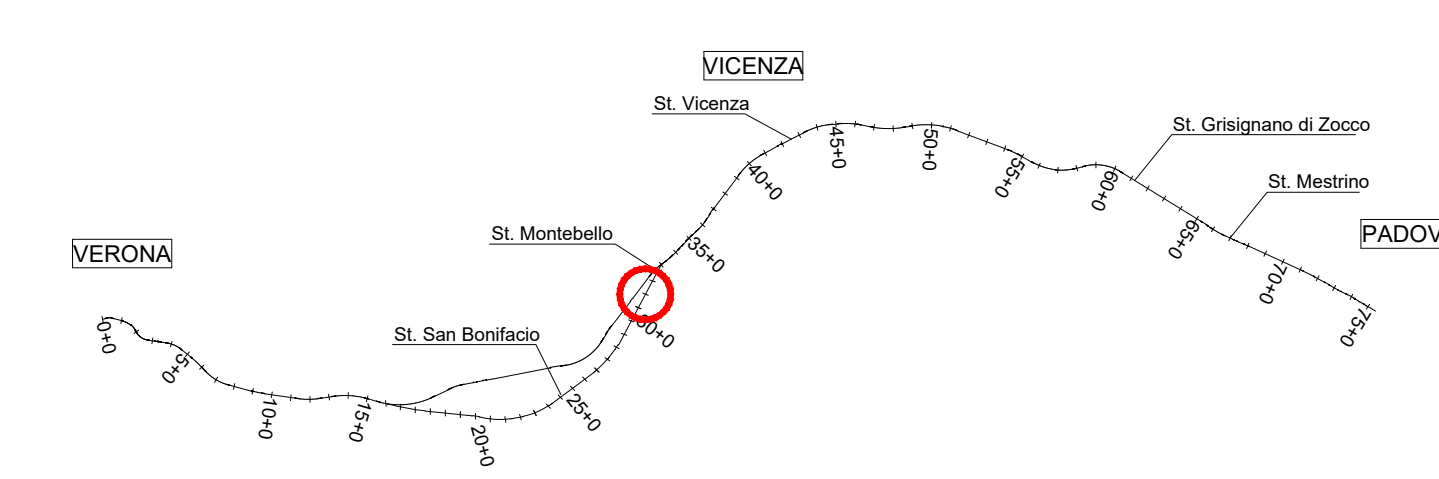 VICENZA
St. Vicenza
St. Grisignano di Zocco
St. Mestrino
St. Montebello
PADOV
VERONA
St. San Bonifacio
0+0
5+0
10+0
15+0
20+0
25+0
30+0
35+0
40+0
45+0
50+0
55+0
60+0
65+0
70+0
75+0